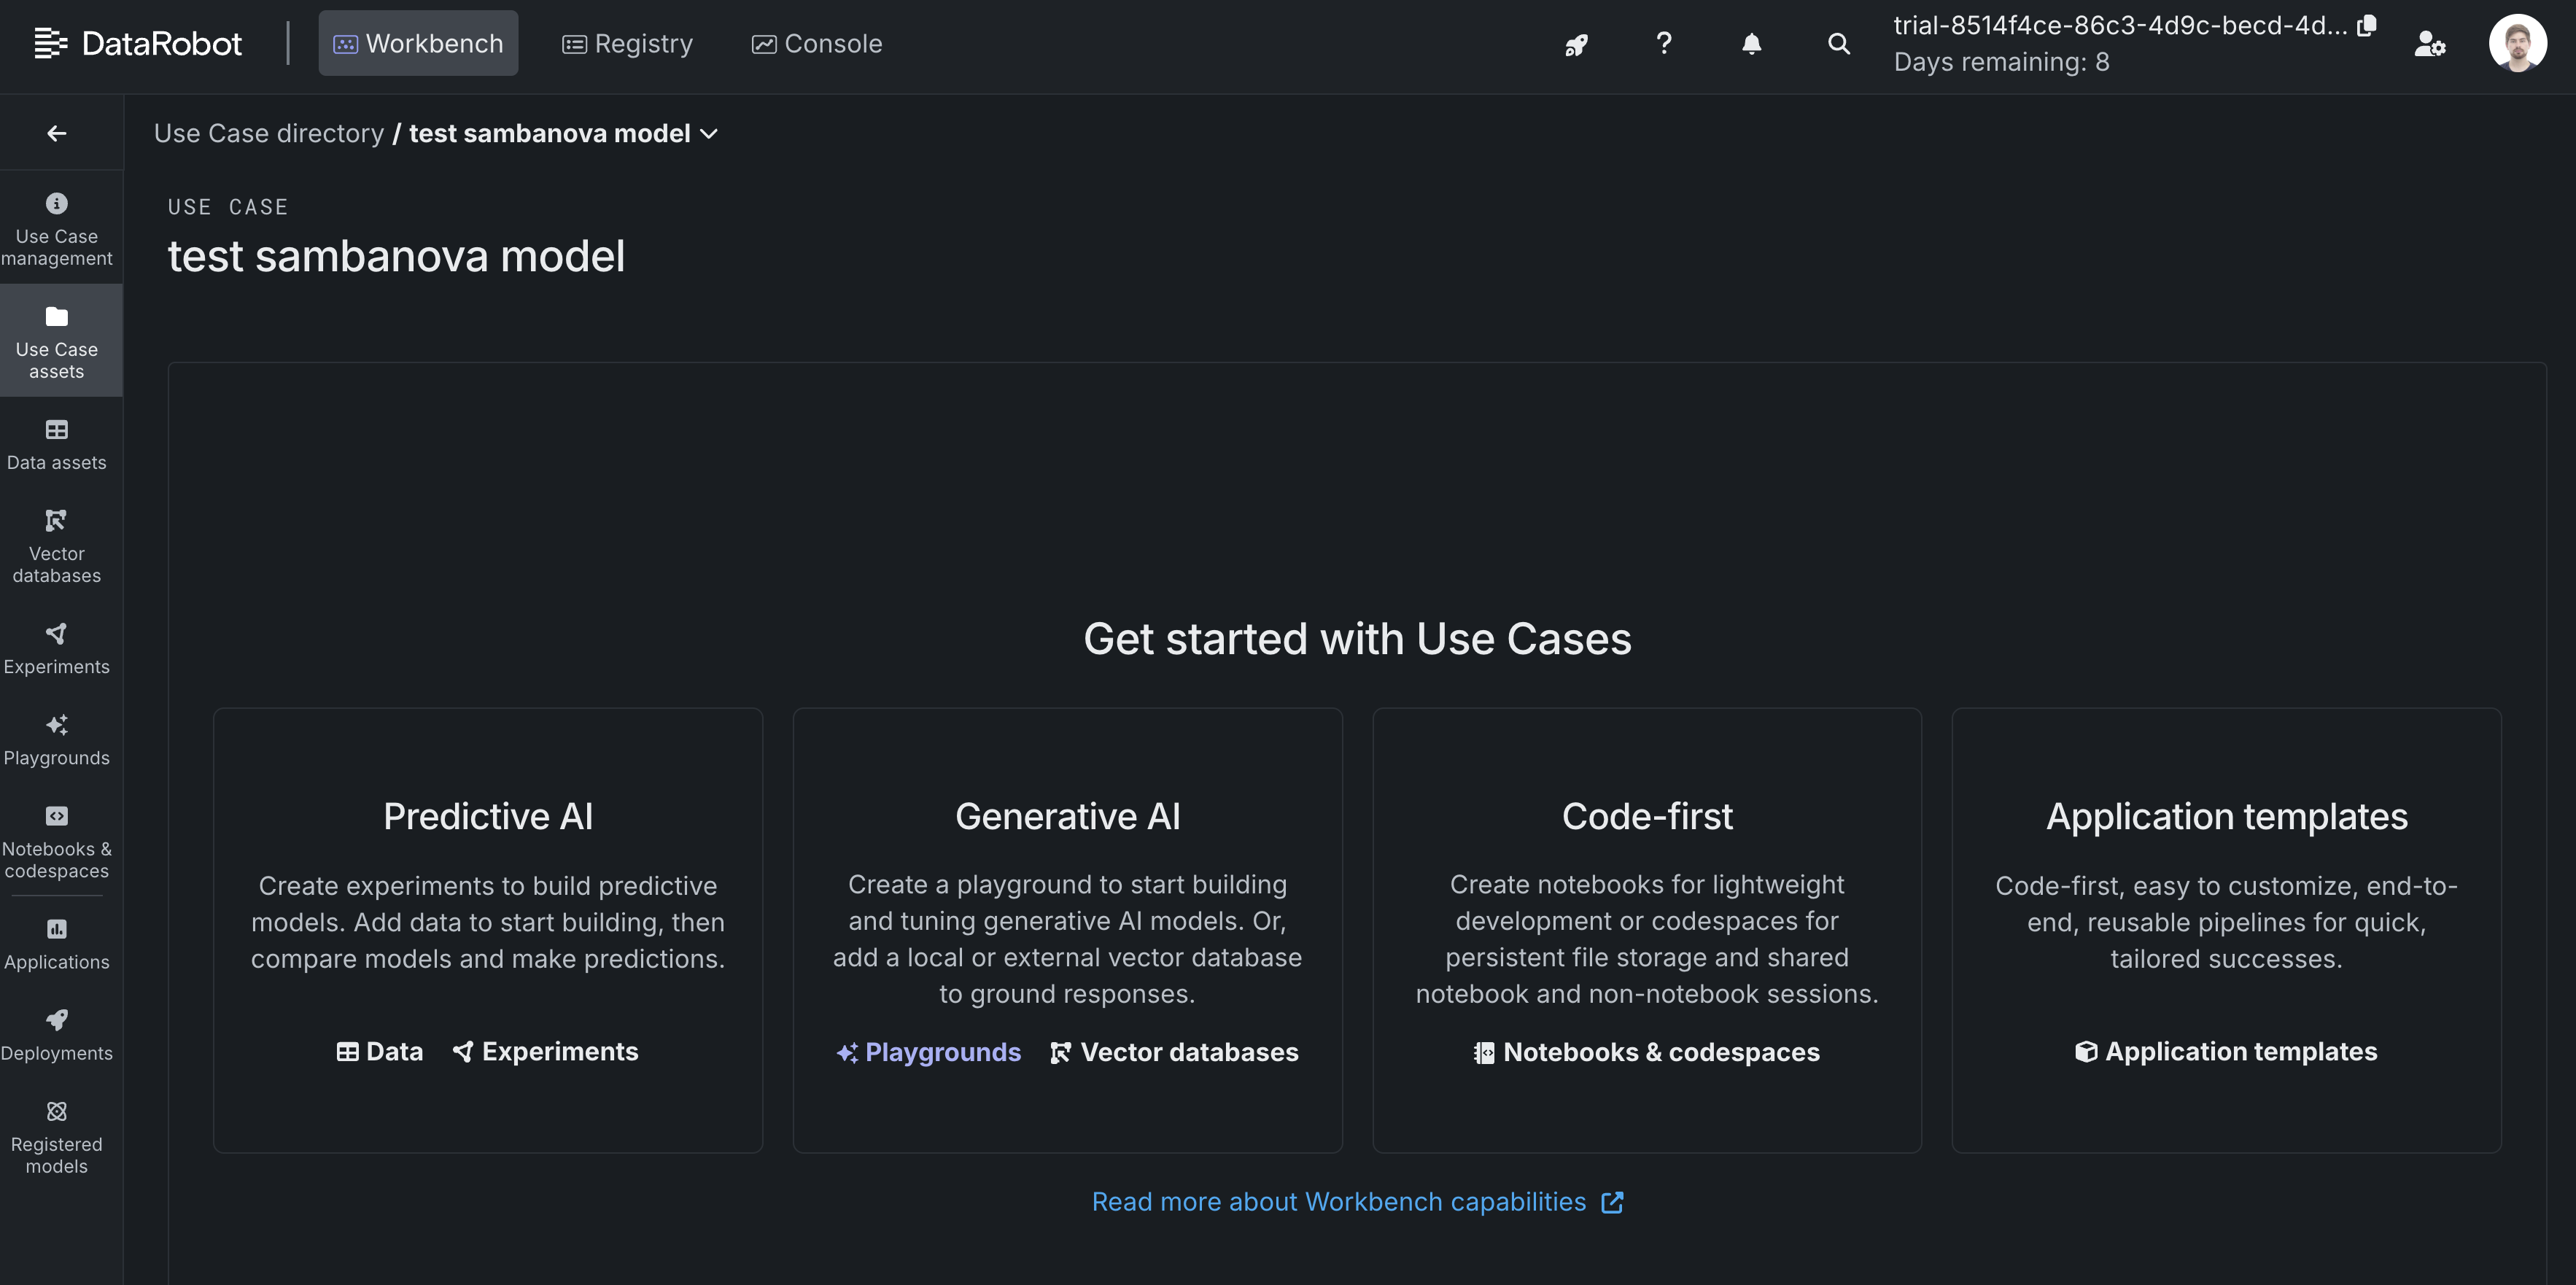 DataRobot
Workbench
Registry
Console
?
trial-8514f4ce-86c3-4d9c-becd-4d...
Days remaining: 8
Use Case directory / test sambanova model
Use Case
management
Use Case
assets
Data assets
Vector
databases
Experiments
Playgrounds
Notebooks &
codespaces
Applications
Deployments
Registered
models
USE CASE
test sambanova model
Get started with Use Cases
Predictive AI
Create experiments to build predictive
models. Add data to start building, then
compare models and make predictions.
Data Experiments
Generative AI
Create a playground to start building
and tuning generative AI models. Or,
add a local or external vector database
to ground responses.
Playgrounds Vector databases
Code-first
Create notebooks for lightweight
development or codespaces for
persistent file storage and shared
notebook and non-notebook sessions.
Notebooks & codespaces
Application templates
Code-first, easy to customize, end-to-
end, reusable pipelines for quick,
tailored successes.
Application templates
Read more about Workbench capabilities